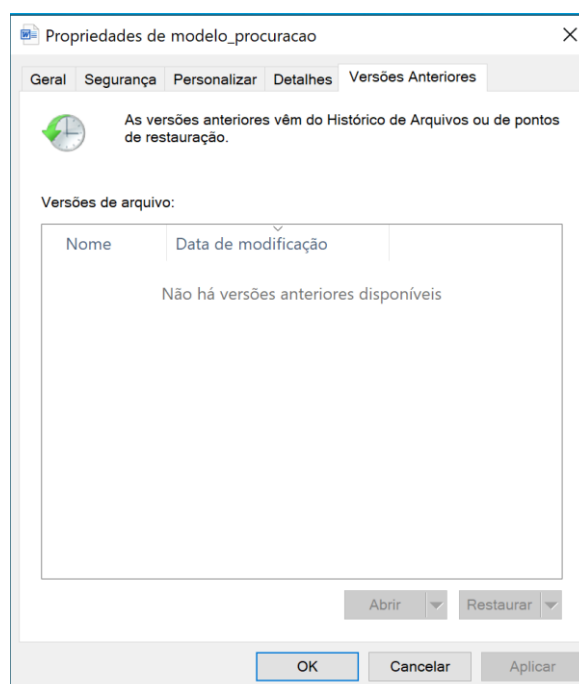 Propriedades de modelo_procuracao
Geral Segurança Personalizar Detalhes Versões Anteriores
As versões anteriores vêm do Histórico de Arquivos ou de pontos
de restauração.
Versões de arquivo:
Nome Data de modificação
Não há versões anteriores disponíveis
Abrir Restaurar
OK Cancelar Aplicar